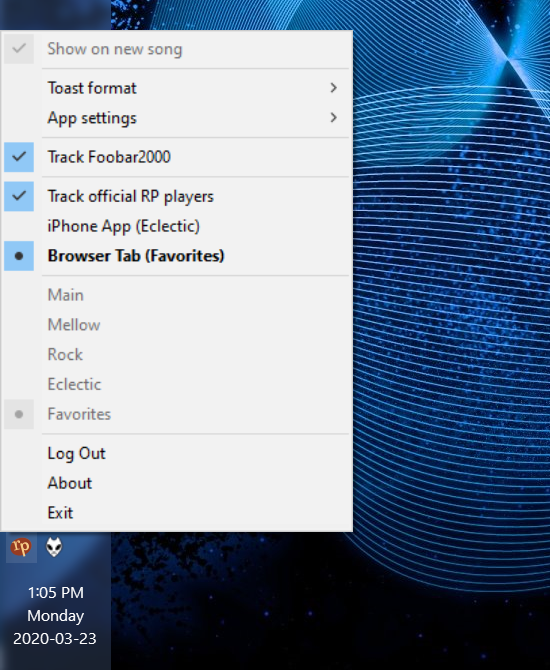 Show on new song
Toast format
App settings
Track Foobar2000
Track official RP players
iPhone App (Eclectic)
Browser Tab (Favorites)
Main
Mellow
Rock
Eclectic
Favorites
Log Out
About
Exit
rp
1:05 PM
Monday
2020-03-23